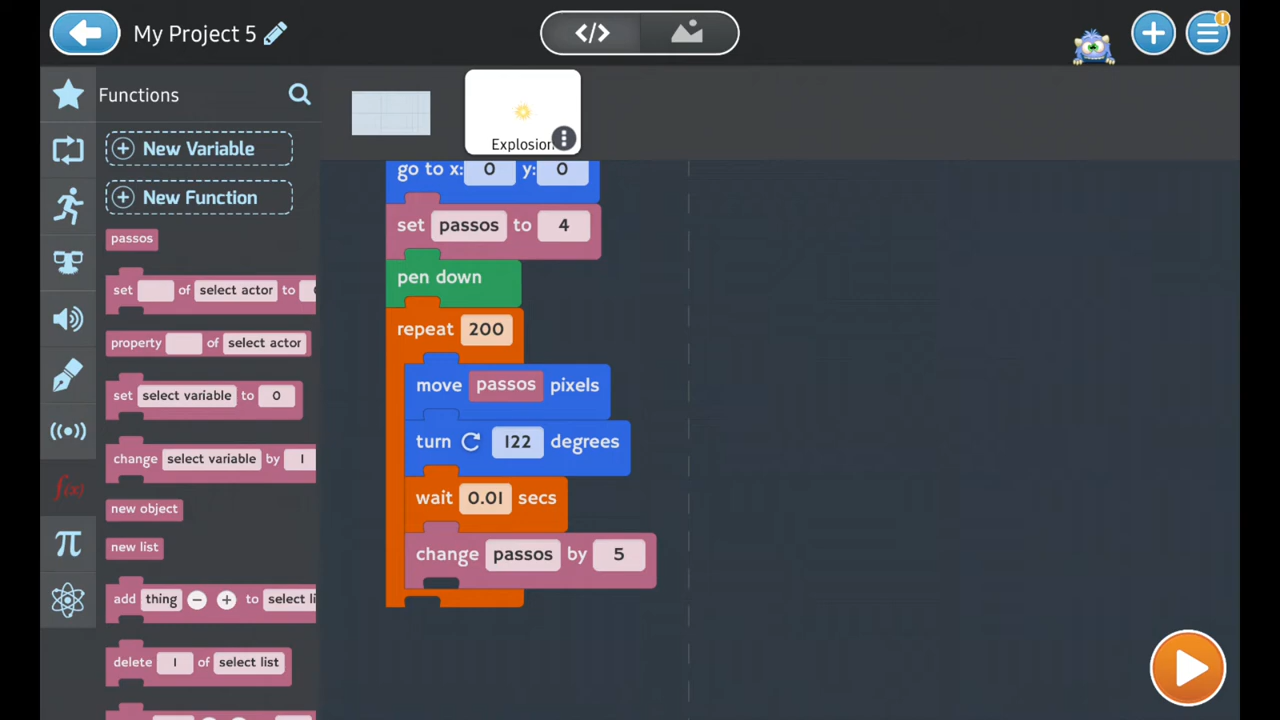 My Project 5
</>
!
Functions
Explosion
New Variable
New Function
passos
set of select actor to 0
property of select actor
set select variable to 0
change select variable by 1
new object
new list
add thing to select li
delete 1 of select list
f(x)
π
go to x: 0 y: 0
set passos to 4
pen down
repeat 200
move passos pixels
turn 122 degrees
wait 0.01 secs
change passos by 5